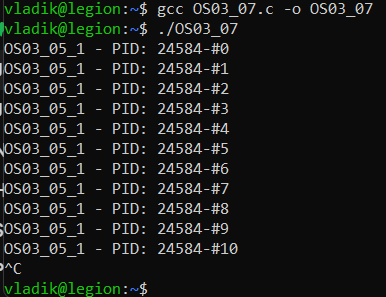 vladik@legion:~$ gcc OS03_07.c -o OS03_07
vladik@legion:~$ ./OS03_07
OS03_05_1 - PID: 24584-#0
OS03_05_1 - PID: 24584-#1
OS03_05_1 - PID: 24584-#2
OS03_05_1 - PID: 24584-#3
OS03_05_1 - PID: 24584-#4
OS03_05_1 - PID: 24584-#5
OS03_05_1 - PID: 24584-#6
OS03_05_1 - PID: 24584-#7
OS03_05_1 - PID: 24584-#8
OS03_05_1 - PID: 24584-#9
OS03_05_1 - PID: 24584-#10
^C
vladik@legion:~$